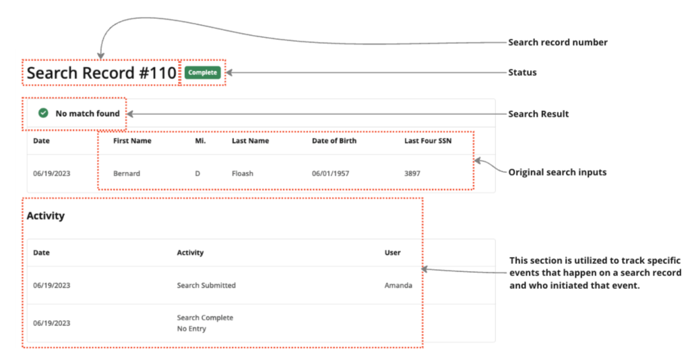 Search record number
Search Record #110 Complete
Status
No match found
Search Result
Date First Name Mi. Last Name Date of Birth Last Four SSN
06/19/2023 Bernard D Floash 06/01/1957 3897
Original search inputs
Activity
Date Activity User
06/19/2023 Search Submitted Amanda
06/19/2023 Search Complete
No Entry
This section is utilized to track specific
events that happen on a search record
and who initiated that event.